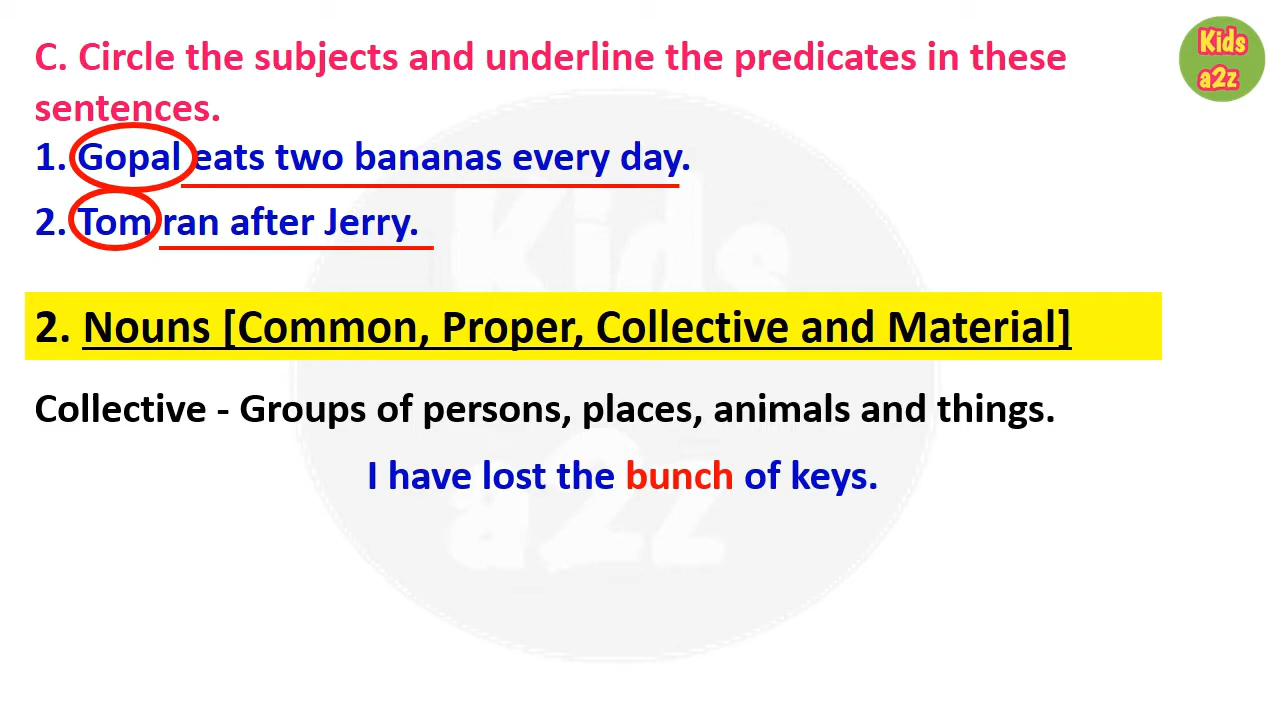 C. Circle the subjects and underline the predicates in these
sentences.
1. Gopal eats two bananas every day.
2. Tom ran after Jerry.
2. Nouns [Common, Proper, Collective and Material]
Collective - Groups of persons, places, animals and things.
I have lost the bunch of keys.
Kids
a2z
Kids
a2z